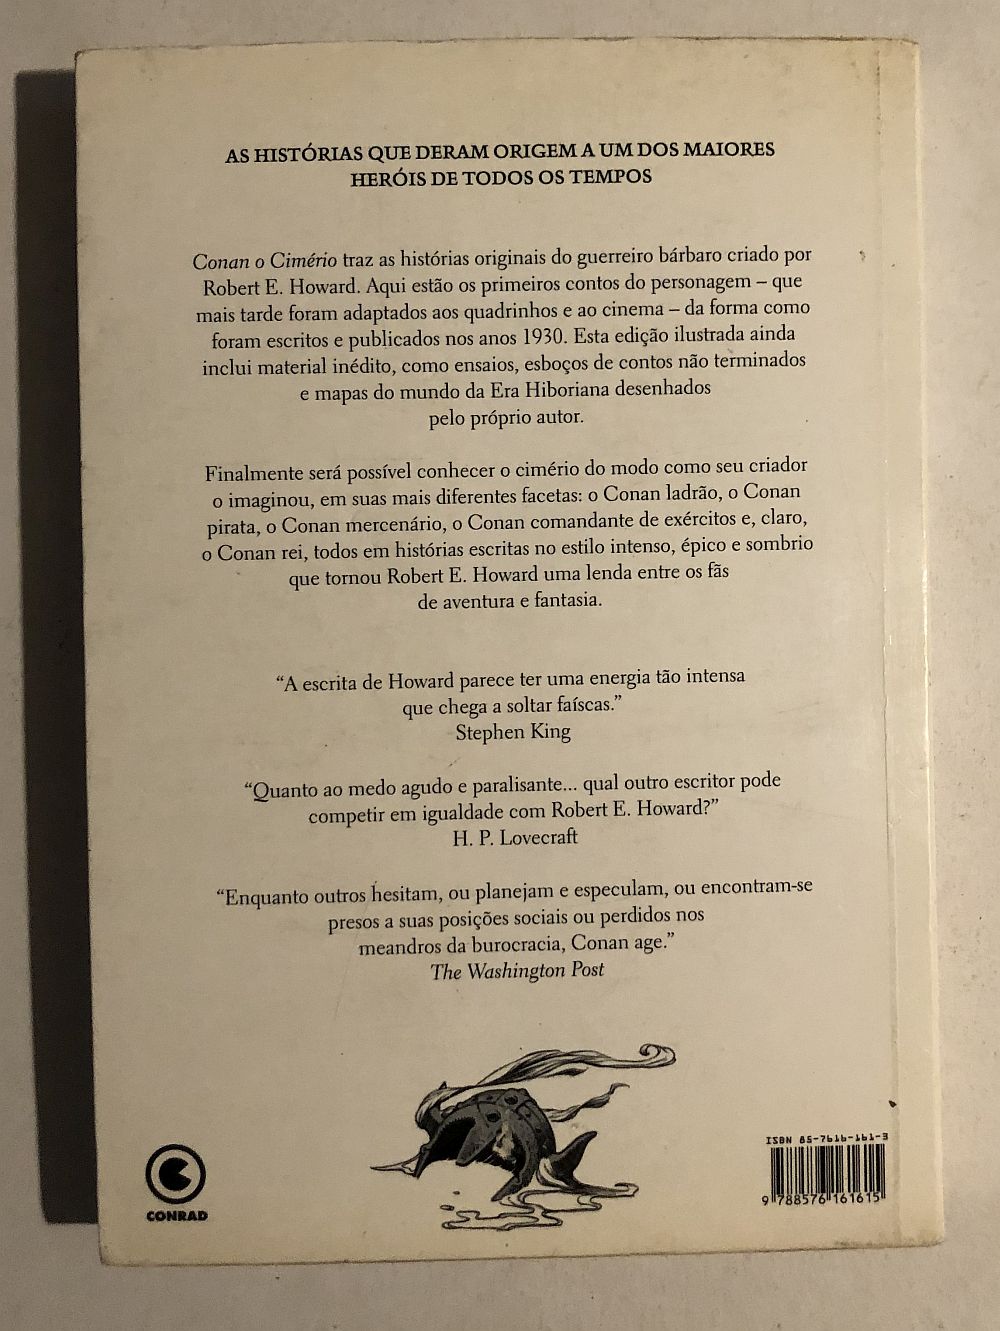 AS HISTÓRIAS QUE DERAM ORIGEM A UM DOS MAIORES
HERÓIS DE TODOS OS TEMPOS
Conan o Cimério traz as histórias originais do guerreiro bárbaro criado por
Robert E. Howard. Aqui estão os primeiros contos do personagem – que
mais tarde foram adaptados aos quadrinhos e ao cinema – da forma como
foram escritos e publicados nos anos 1930. Esta edição ilustrada ainda
inclui material inédito, como ensaios, esboços de contos não terminados
e mapas do mundo da Era Hiboriana desenhados
pelo próprio autor.
Finalmente será possível conhecer o cimério do modo como seu criador
o imaginou, em suas mais diferentes facetas: o Conan ladrão, o Conan
pirata, o Conan mercenário, o Conan comandante de exércitos e, claro,
o Conan rei, todos em histórias escritas no estilo intenso, épico e sombrio
que tornou Robert E. Howard uma lenda entre os fãs
de aventura e fantasia.
“A escrita de Howard parece ter uma energia tão intensa
que chega a soltar faíscas.”
Stephen King
“Quanto ao medo agudo e paralisante... qual outro escritor pode
competir em igualdade com Robert E. Howard?”
H. P. Lovecraft
“Enquanto outros hesitam, ou planejam e especulam, ou encontram-se
presos a suas posições sociais ou perdidos nos
meandros da burocracia, Conan age.”
The Washington Post
CONRAD
ISBN 85-7616-161-3
9 788576 161615